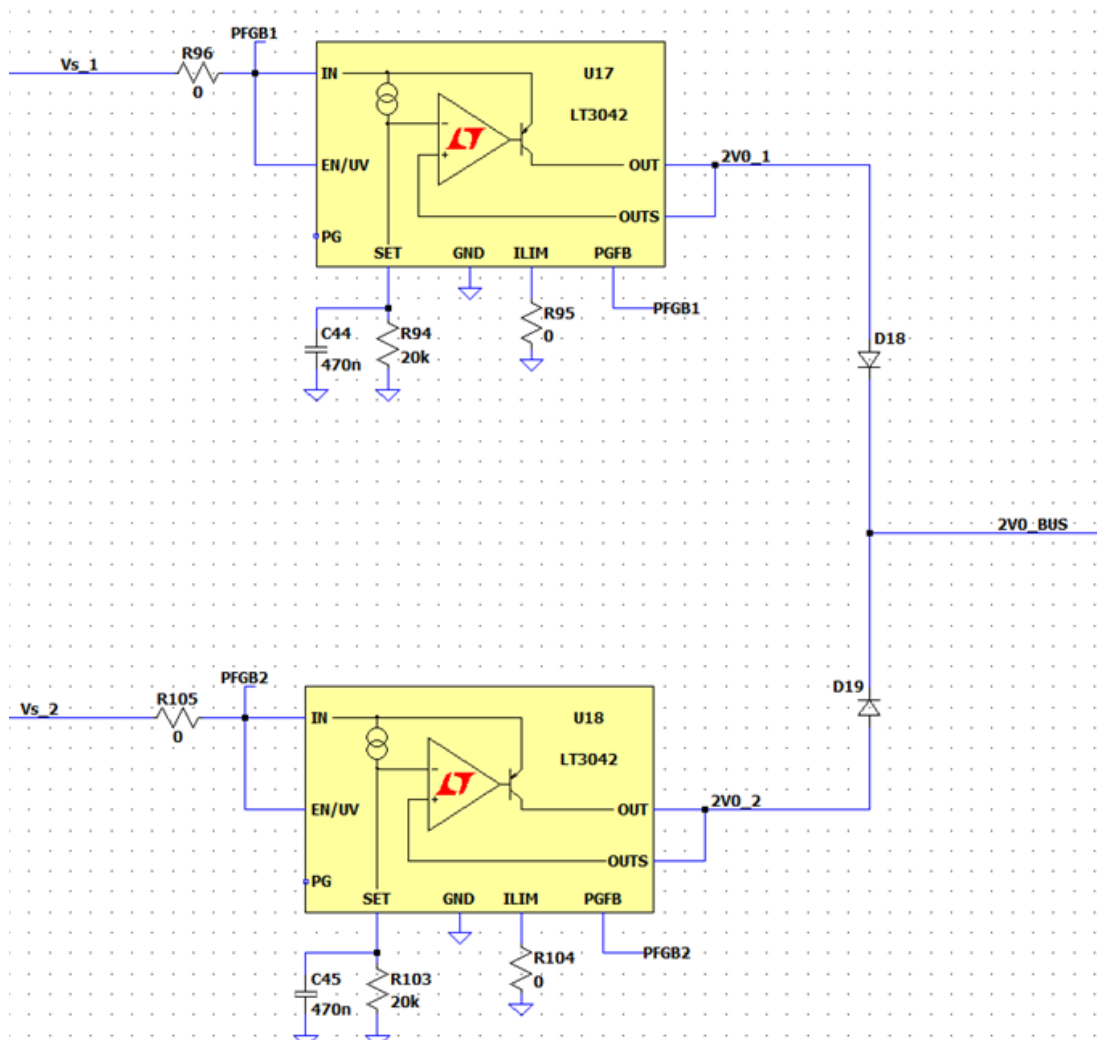 PFGB1
Vs_1
R96
0
IN
U17
LT3042
EN/UV
OUT
2V0_1
OUTS
PG
SET
GND
ILIM
PGFB
C44
470n
R94
20k
R95
0
PFGB1
D18
2V0_BUS
PFGB2
Vs_2
R105
0
IN
U18
LT3042
D19
EN/UV
OUT
2V0_2
OUTS
PG
SET
GND
ILIM
PGFB
C45
470n
R103
20k
R104
0
PFGB2